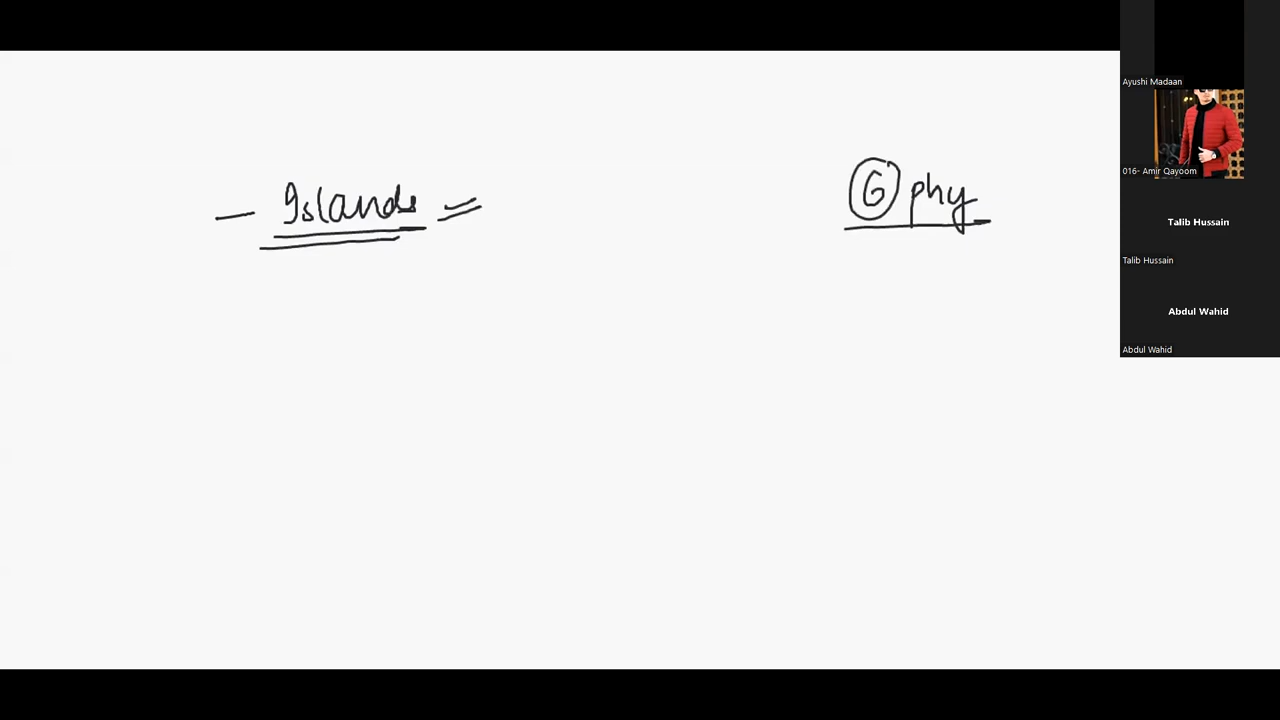 — Islands =
G phy
Ayushi Madaan
016- Amir Qayoom
Talib Hussain
Talib Hussain
Abdul Wahid
Abdul Wahid